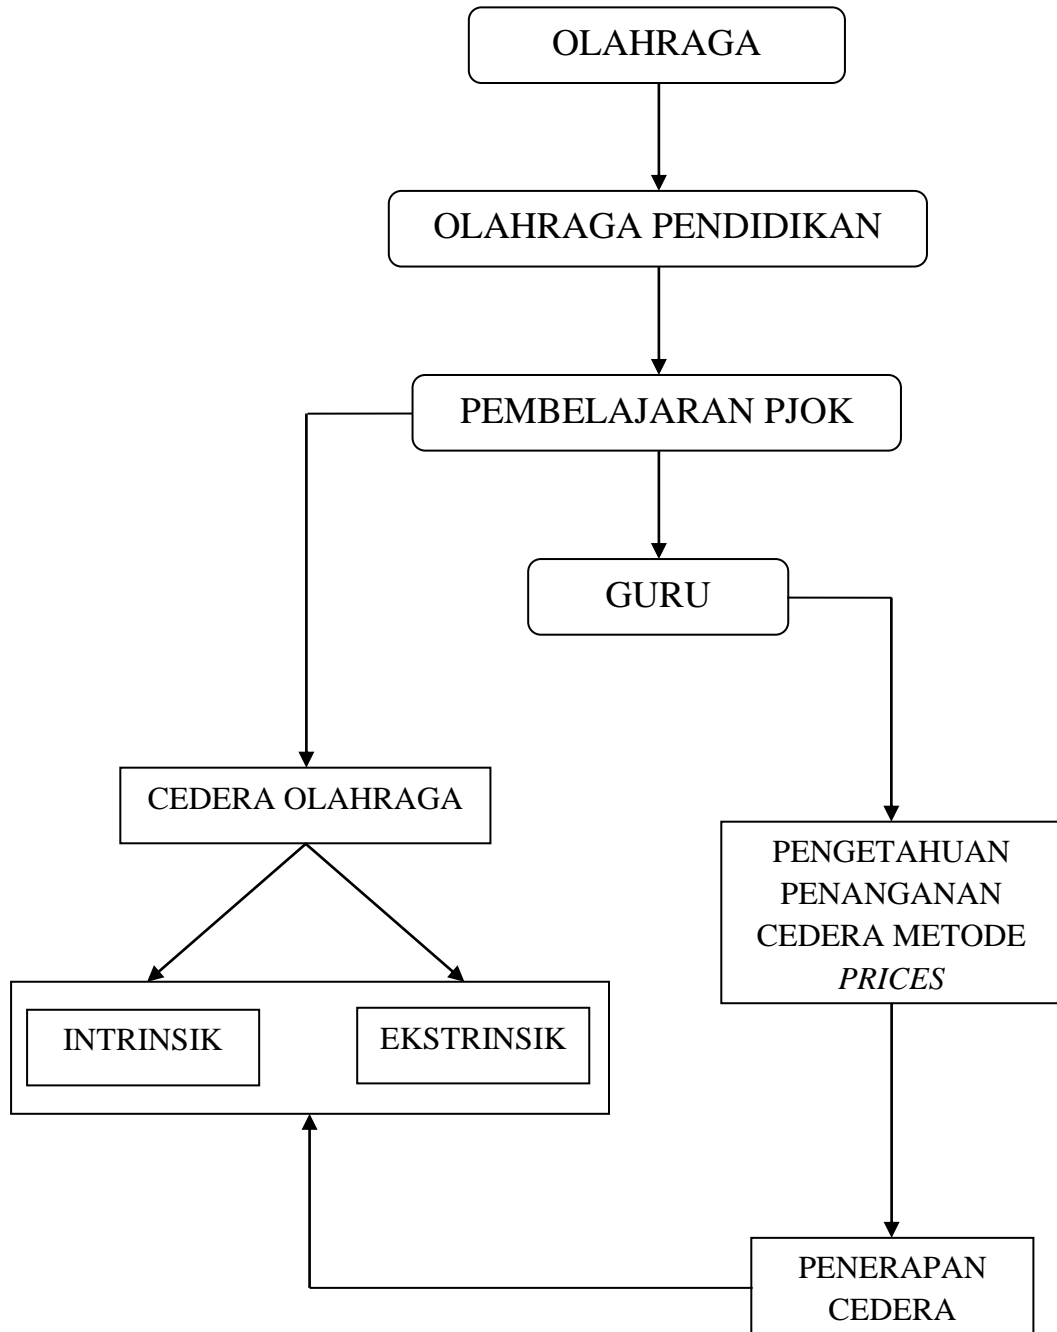 OLAHRAGA
OLAHRAGA PENDIDIKAN
PEMBELAJARAN PJOK
GURU
CEDERA OLAHRAGA
PENGETAHUAN
PENANGANAN
CEDERA METODE
PRICES
INTRINSIK
EKSTRINSIK
PENERAPAN
CEDERA